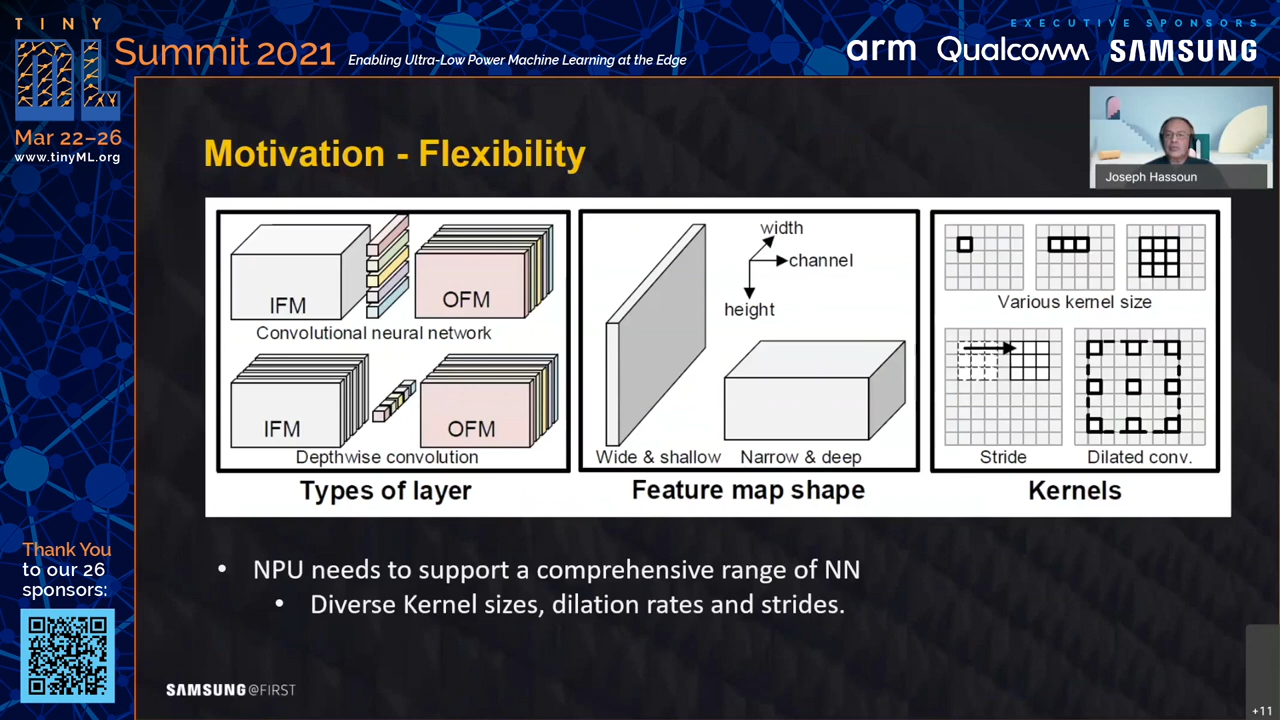 TINY
ML
Summit 2021
Enabling Ultra-Low Power Machine Learning at the Edge
EXECUTIVE SPONSORS
arm Qualcomm SAMSUNG
Mar 22–26
www.tinyML.org
Motivation - Flexibility
Joseph Hassoun
IFM
OFM
Convolutional neural network
IFM
OFM
Depthwise convolution
Types of layer
width
channel
height
Wide & shallow
Narrow & deep
Feature map shape
Various kernel size
Stride
Dilated conv.
Kernels
• NPU needs to support a comprehensive range of NN
• Diverse Kernel sizes, dilation rates and strides.
Thank You
to our 26
sponsors:
SAMSUNG@FIRST
+11